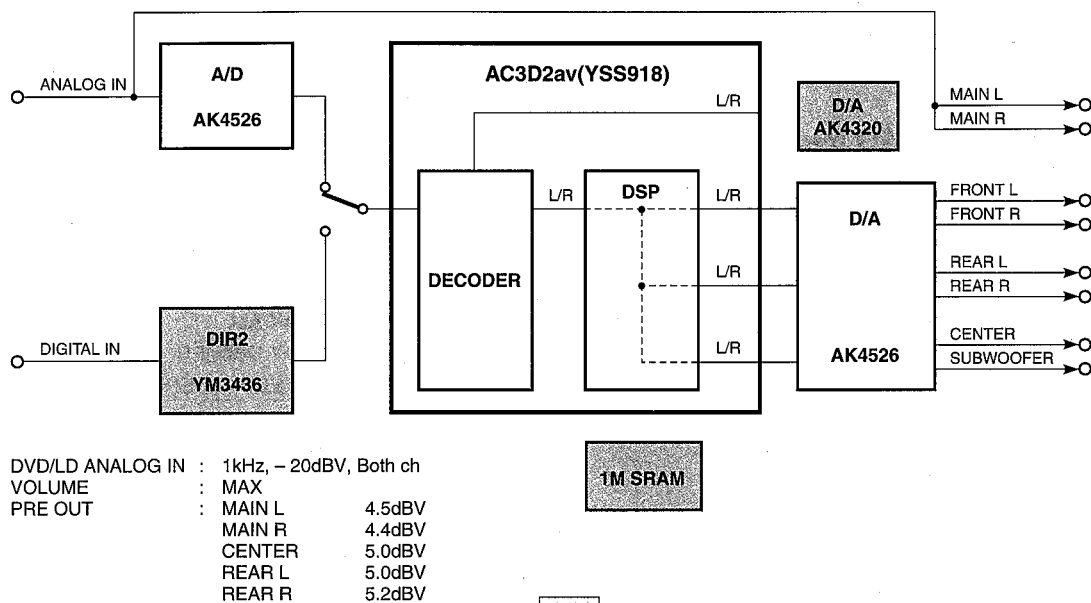 ANALOG IN
A/D
AK4526
AC3D2av(YSS918)
L/R
D/A
AK4320
MAIN L
MAIN R
DECODER
L/R
DSP
L/R
L/R
L/R
D/A
AK4526
FRONT L
FRONT R
REAR L
REAR R
CENTER
SUBWOOFER
DIGITAL IN
DIR2
YM3436
1M SRAM
DVD/LD ANALOG IN : 1kHz, – 20dBV, Both ch
VOLUME : MAX
PRE OUT : MAIN L 4.5dBV
MAIN R 4.4dBV
CENTER 5.0dBV
REAR L 5.0dBV
REAR R 5.2dBV